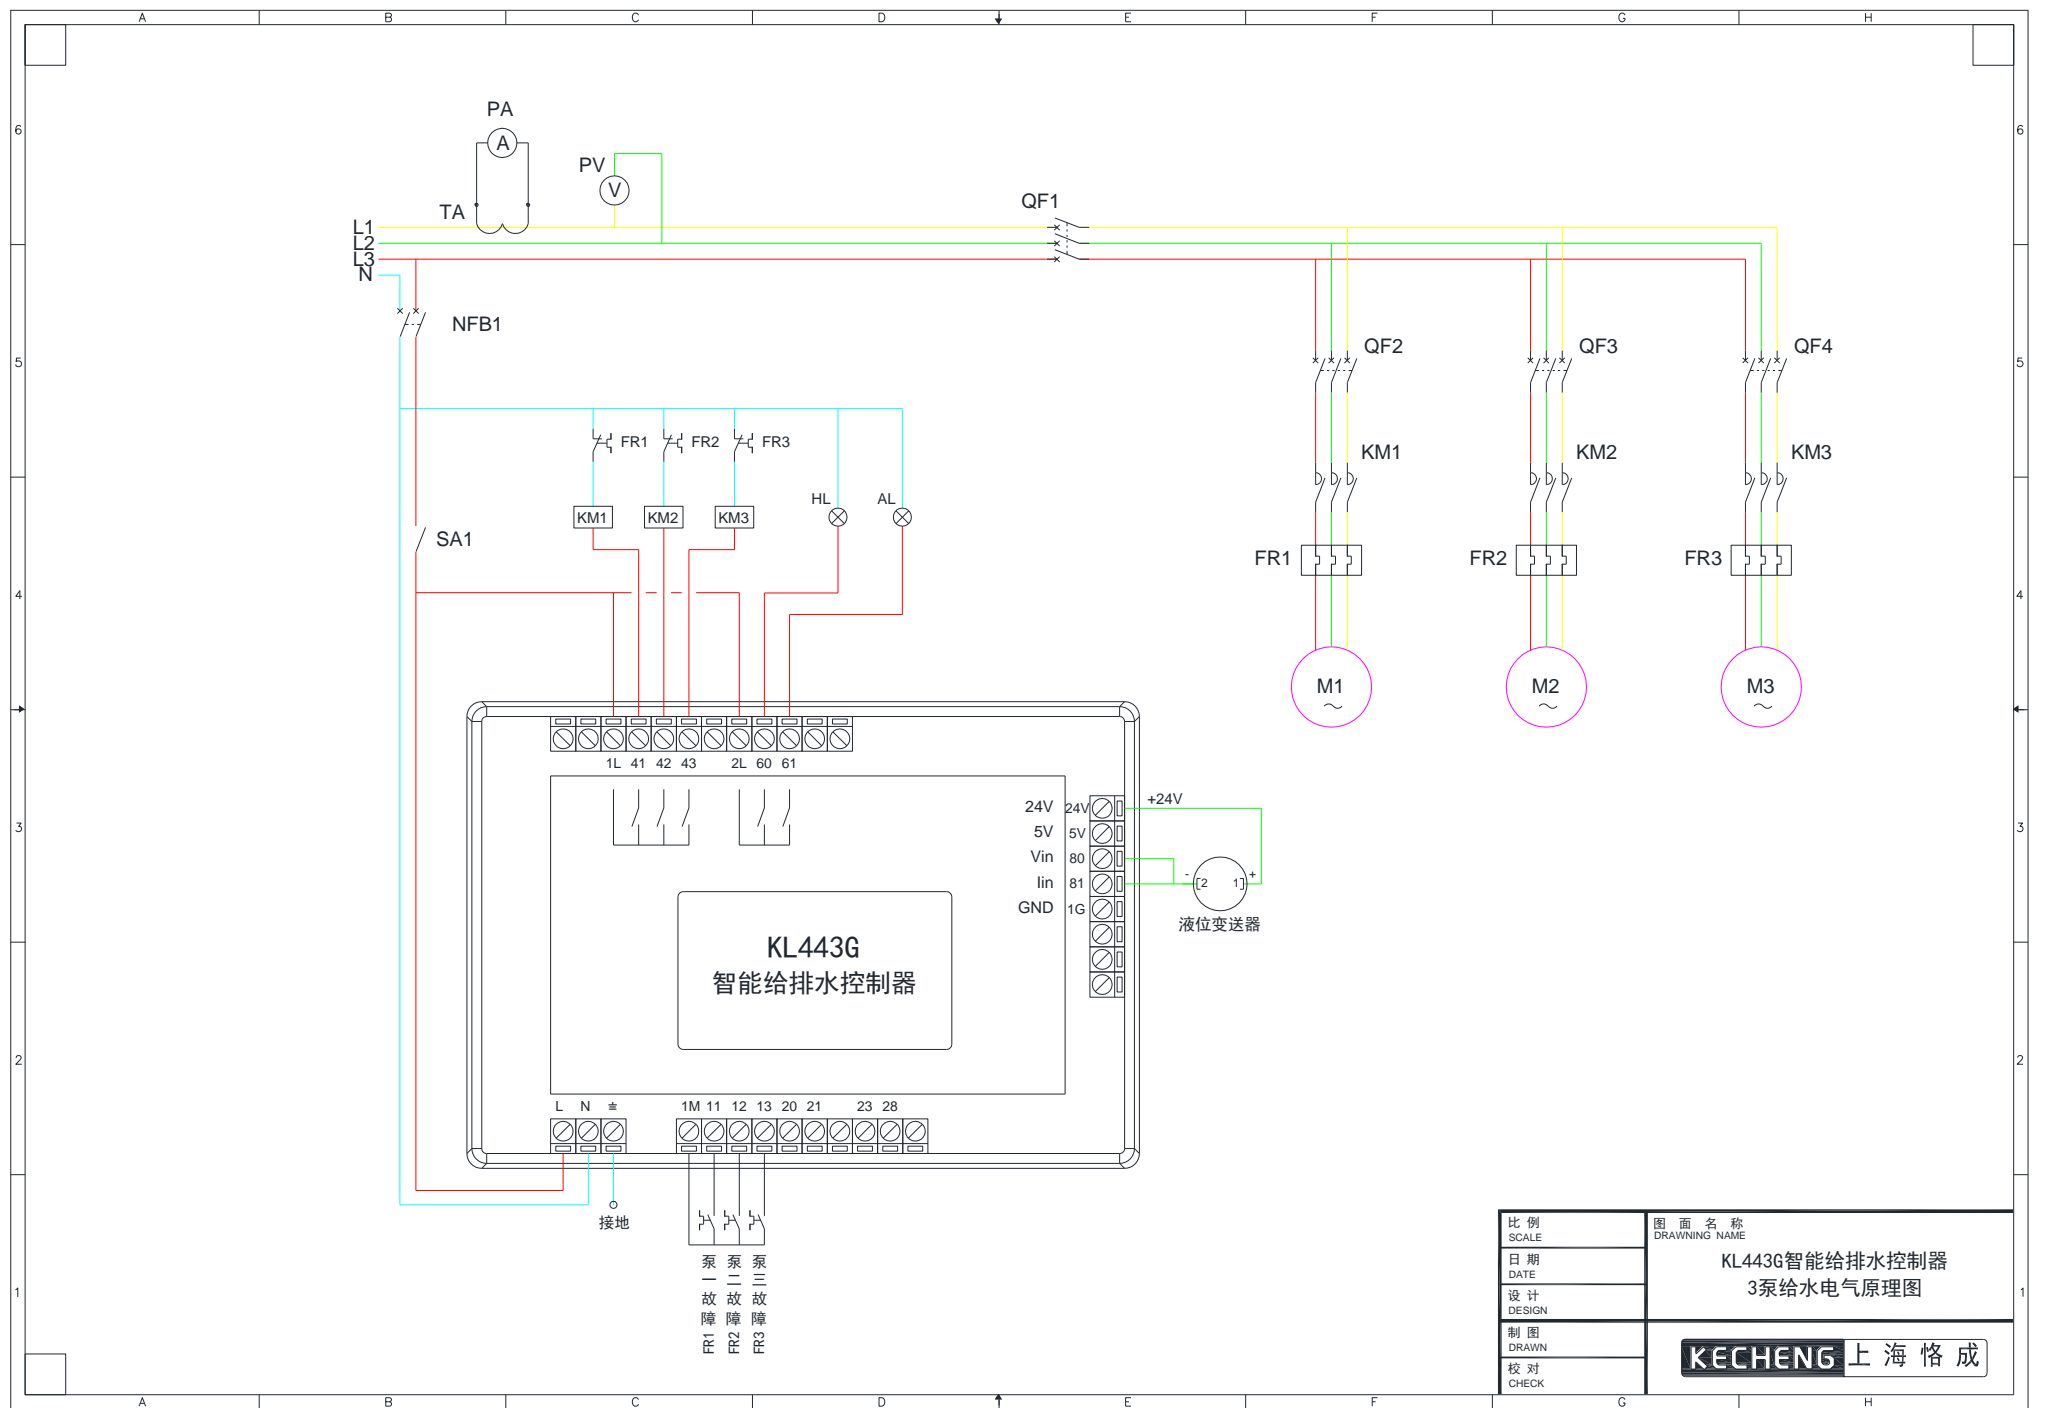 A B C D E F G H
6 6
PA
A
PV
V
TA
QF1
L1
L2
L3
N
NFB1
QF2 QF3 QF4
5 5
FR1 FR2 FR3
KM1 KM2 KM3
HL AL
KM1 KM2 KM3
SA1
FR1 FR2 FR3
4 4
M1 M2 M3
~ ~ ~
1L 41 42 43 2L 60 61
24V 24V +24V
3 3
5V 5V
Vin 80
Iin 81
- 2 1 +
GND 1G
液位变送器
KL443G
智能给排水控制器
2 2
L N 1M 11 12 13 20 21 23 28
接地
泵一故障FR1
泵二故障FR2
泵三故障FR3
1 1
比例
SCALE
图面名称
DRAWNING NAME
日期
DATE
KL443G智能给排水控制器
3泵给水电气原理图
设计
DESIGN
制图
DRAWN
KECHENG 上海恪成
校对
CHECK
A B C D E F G H